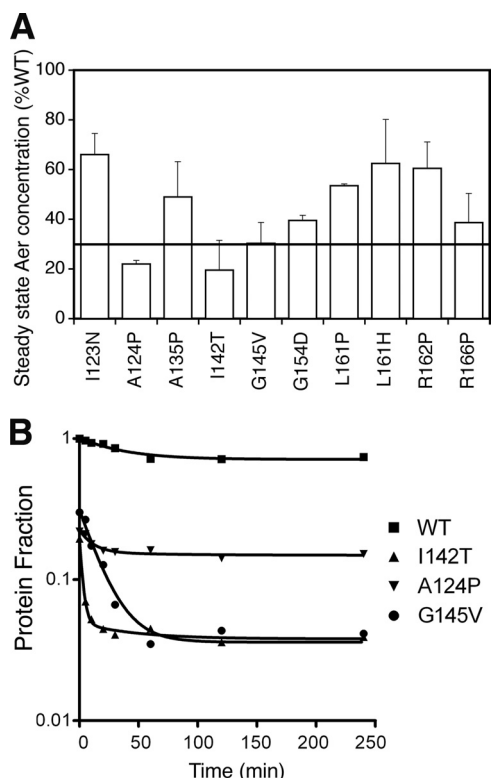 A
Steady state Aer concentration (%WT)
100
80
60
40
20
0
I123N
A124P
A135P
I142T
G145V
G154D
L161P
L161H
R162P
R166P
B
Protein Fraction
1
0.1
0.01
0
50
100
150
200
250
Time (min)
WT
I142T
A124P
G145V